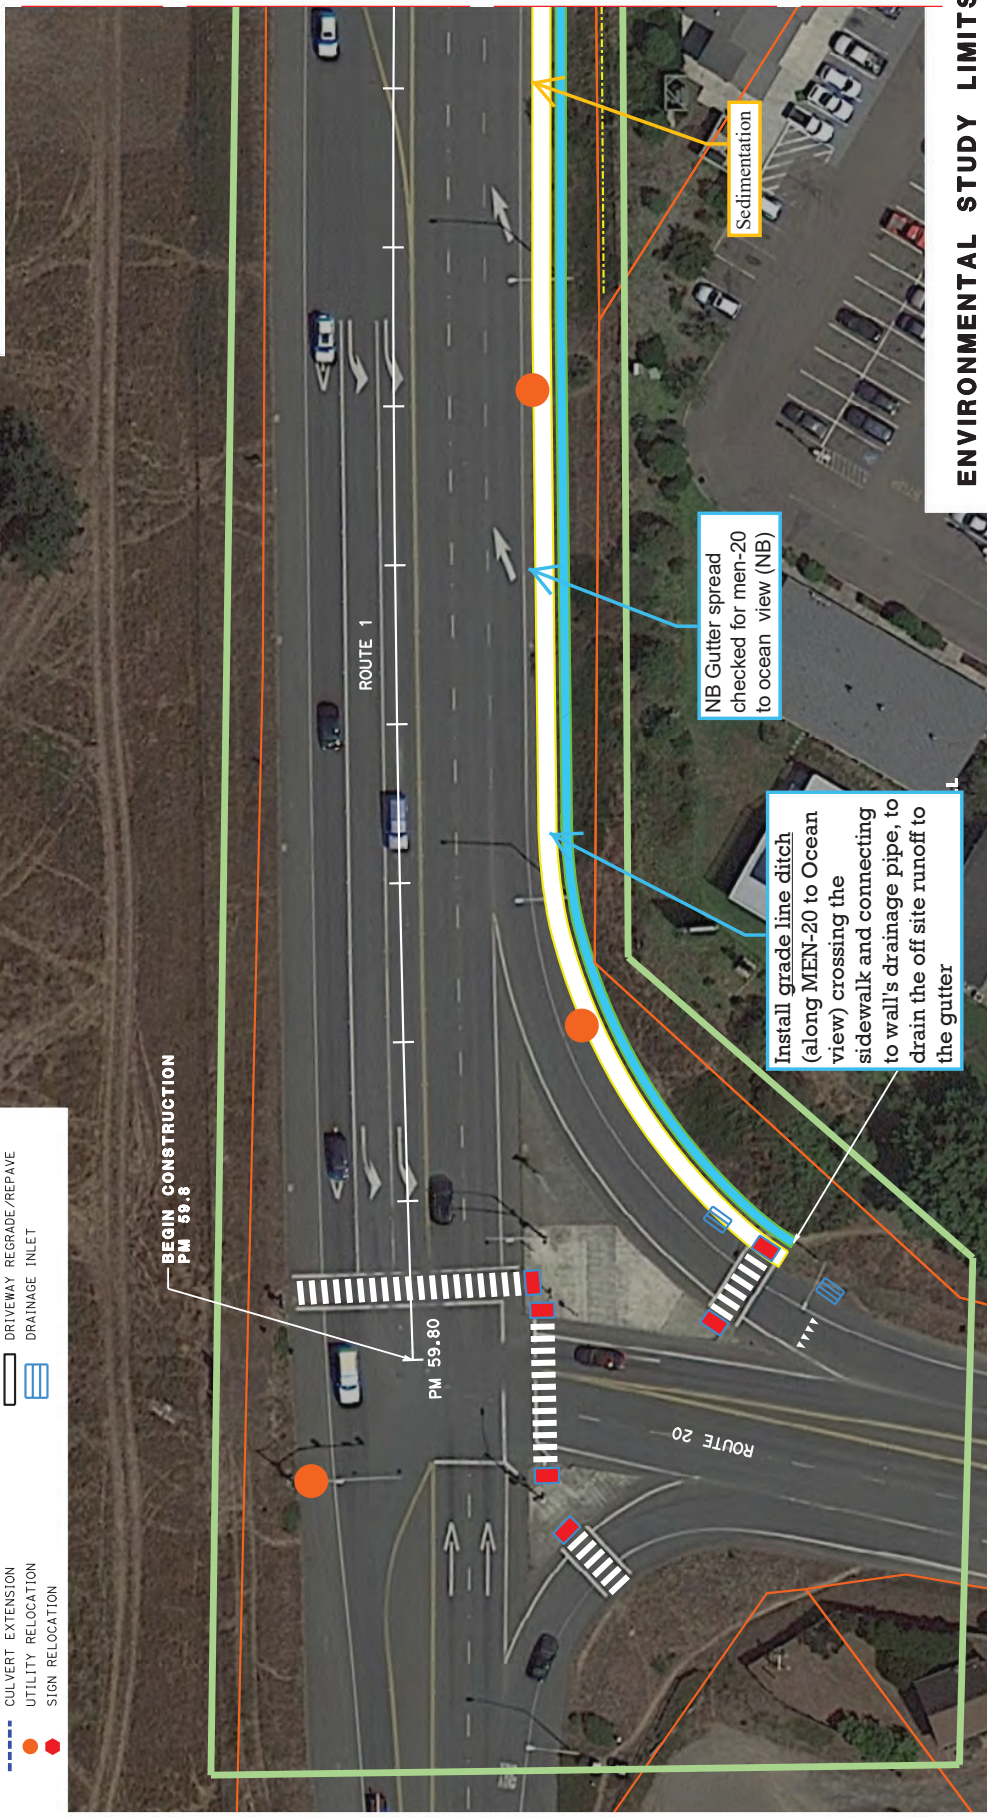 CULVERT EXTENSION
UTILITY RELOCATION
SIGN RELOCATION
DRIVEWAY REGRADE/REPAVE
DRAINAGE INLET
BEGIN CONSTRUCTION
PM 59.8
PM 59.80
ROUTE 1
ROUTE 20
Install grade line ditch
(along MEN-20 to Ocean
view) crossing the
sidewalk and connecting
to wall's drainage pipe, to
drain the off site runoff to
the gutter
NB Gutter spread
checked for men-20
to ocean view (NB)
Sedimentation
STOP
ENVIRONMENTAL STUDY LIMITS